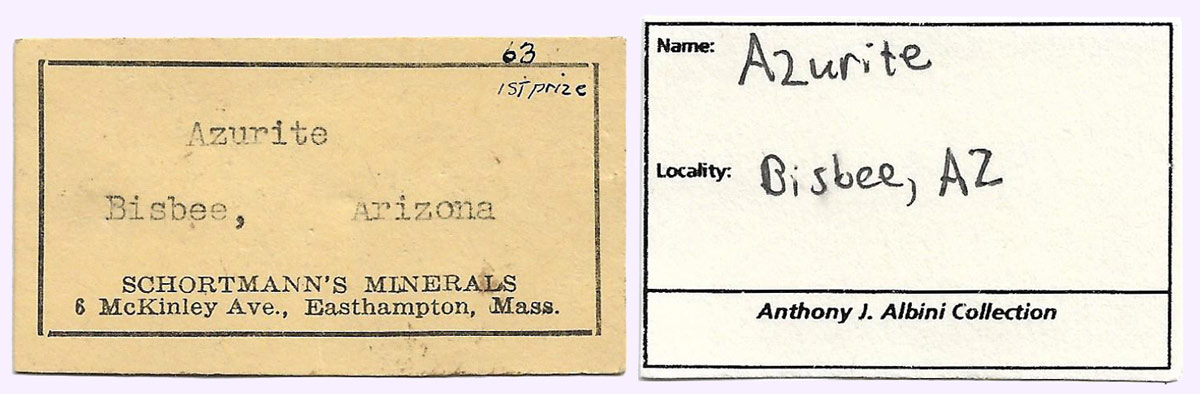 63
1st prize
Azurite
Bisbee, Arizona
SCHORTMANN'S MINERALS
6 McKinley Ave., Easthampton, Mass.
Name: Azurite
Locality: Bisbee, AZ
Anthony J. Albini Collection